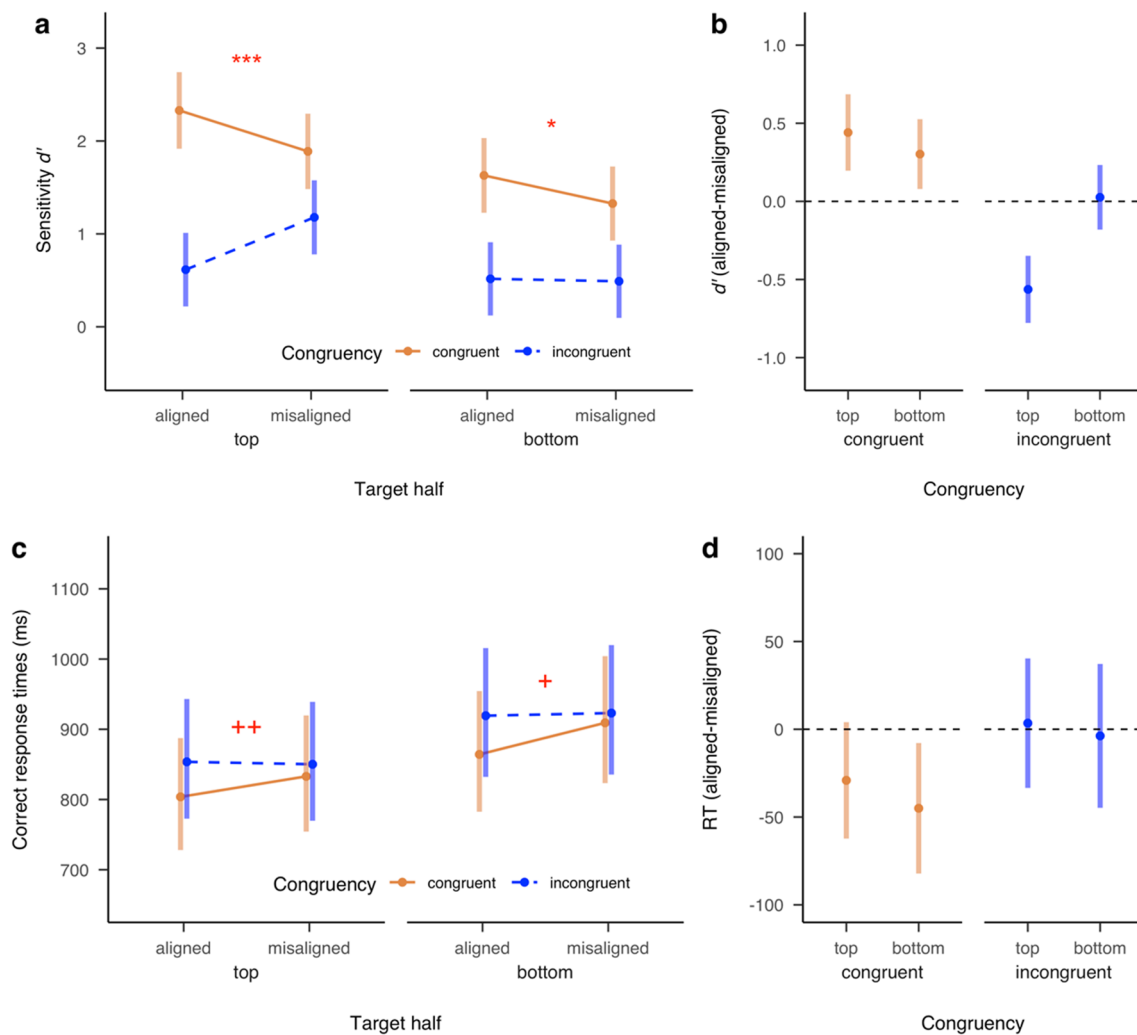 a
3
2
1
0
Sensitivity d'
***
*
Congruency congruent incongruent
aligned misaligned aligned misaligned
top bottom
Target half
b
1.0
0.5
0.0
-0.5
-1.0
d' (aligned-misaligned)
top bottom top bottom
congruent incongruent
Congruency
c
1100
1000
900
800
700
Correct response times (ms)
++
+
Congruency congruent incongruent
aligned misaligned aligned misaligned
top bottom
Target half
d
100
50
0
-50
-100
RT (aligned-misaligned)
top bottom top bottom
congruent incongruent
Congruency